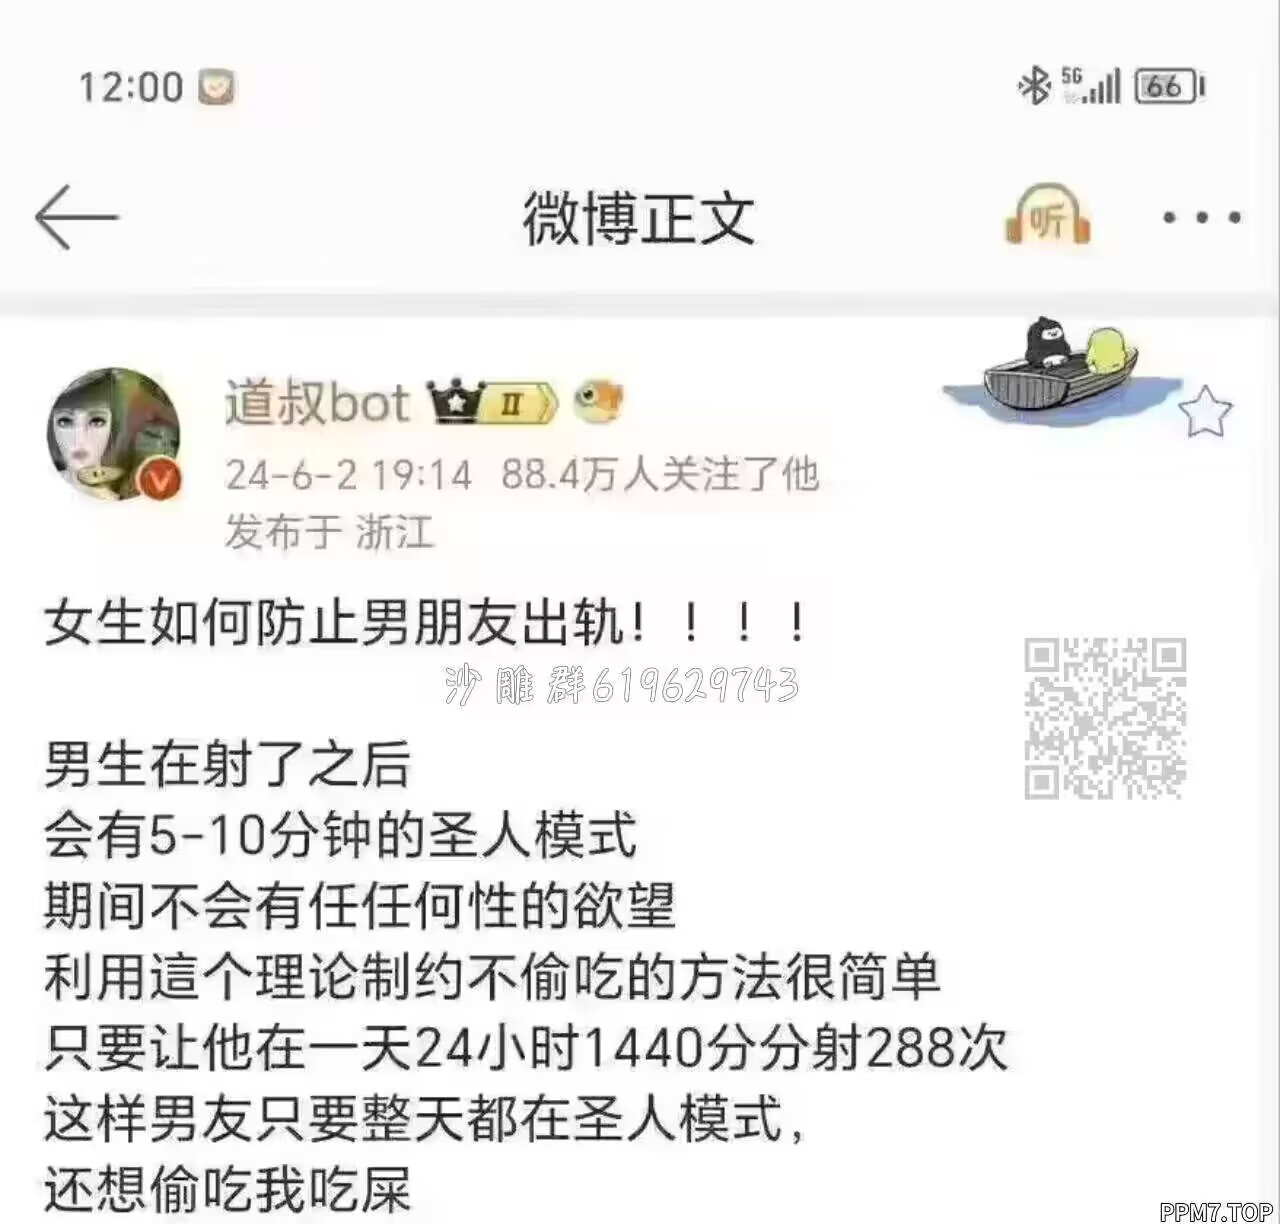 12:00
5G
66
微博正文
听
道叔bot II
24-6-2 19:14 88.4万人关注了他
发布于 浙江
女生如何防止男朋友出轨！！！！
沙雕群619629743
男生在射了之后
会有5-10分钟的圣人模式
期间不会有任任何性的欲望
利用這个理论制约不偷吃的方法很简单
只要让他在一天24小时1440分分射288次
这样男友只要整天都在圣人模式，
还想偷吃我吃屎
PPM7.TOP